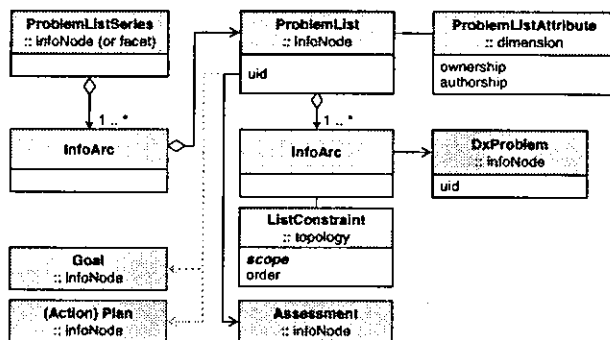 ProblemListSeries
:: infoNode (or facet)
ProblemList
:: infoNode
uid
ProblemListAttribute
:: dimension
ownership
authorship
1 .. *
1 .. *
InfoArc
InfoArc
DxProblem
:: infoNode
uid
ListConstraint
:: topology
scope
order
Goal
:: infoNode
(Action) Plan
:: infoNode
Assessment
:: infoNode